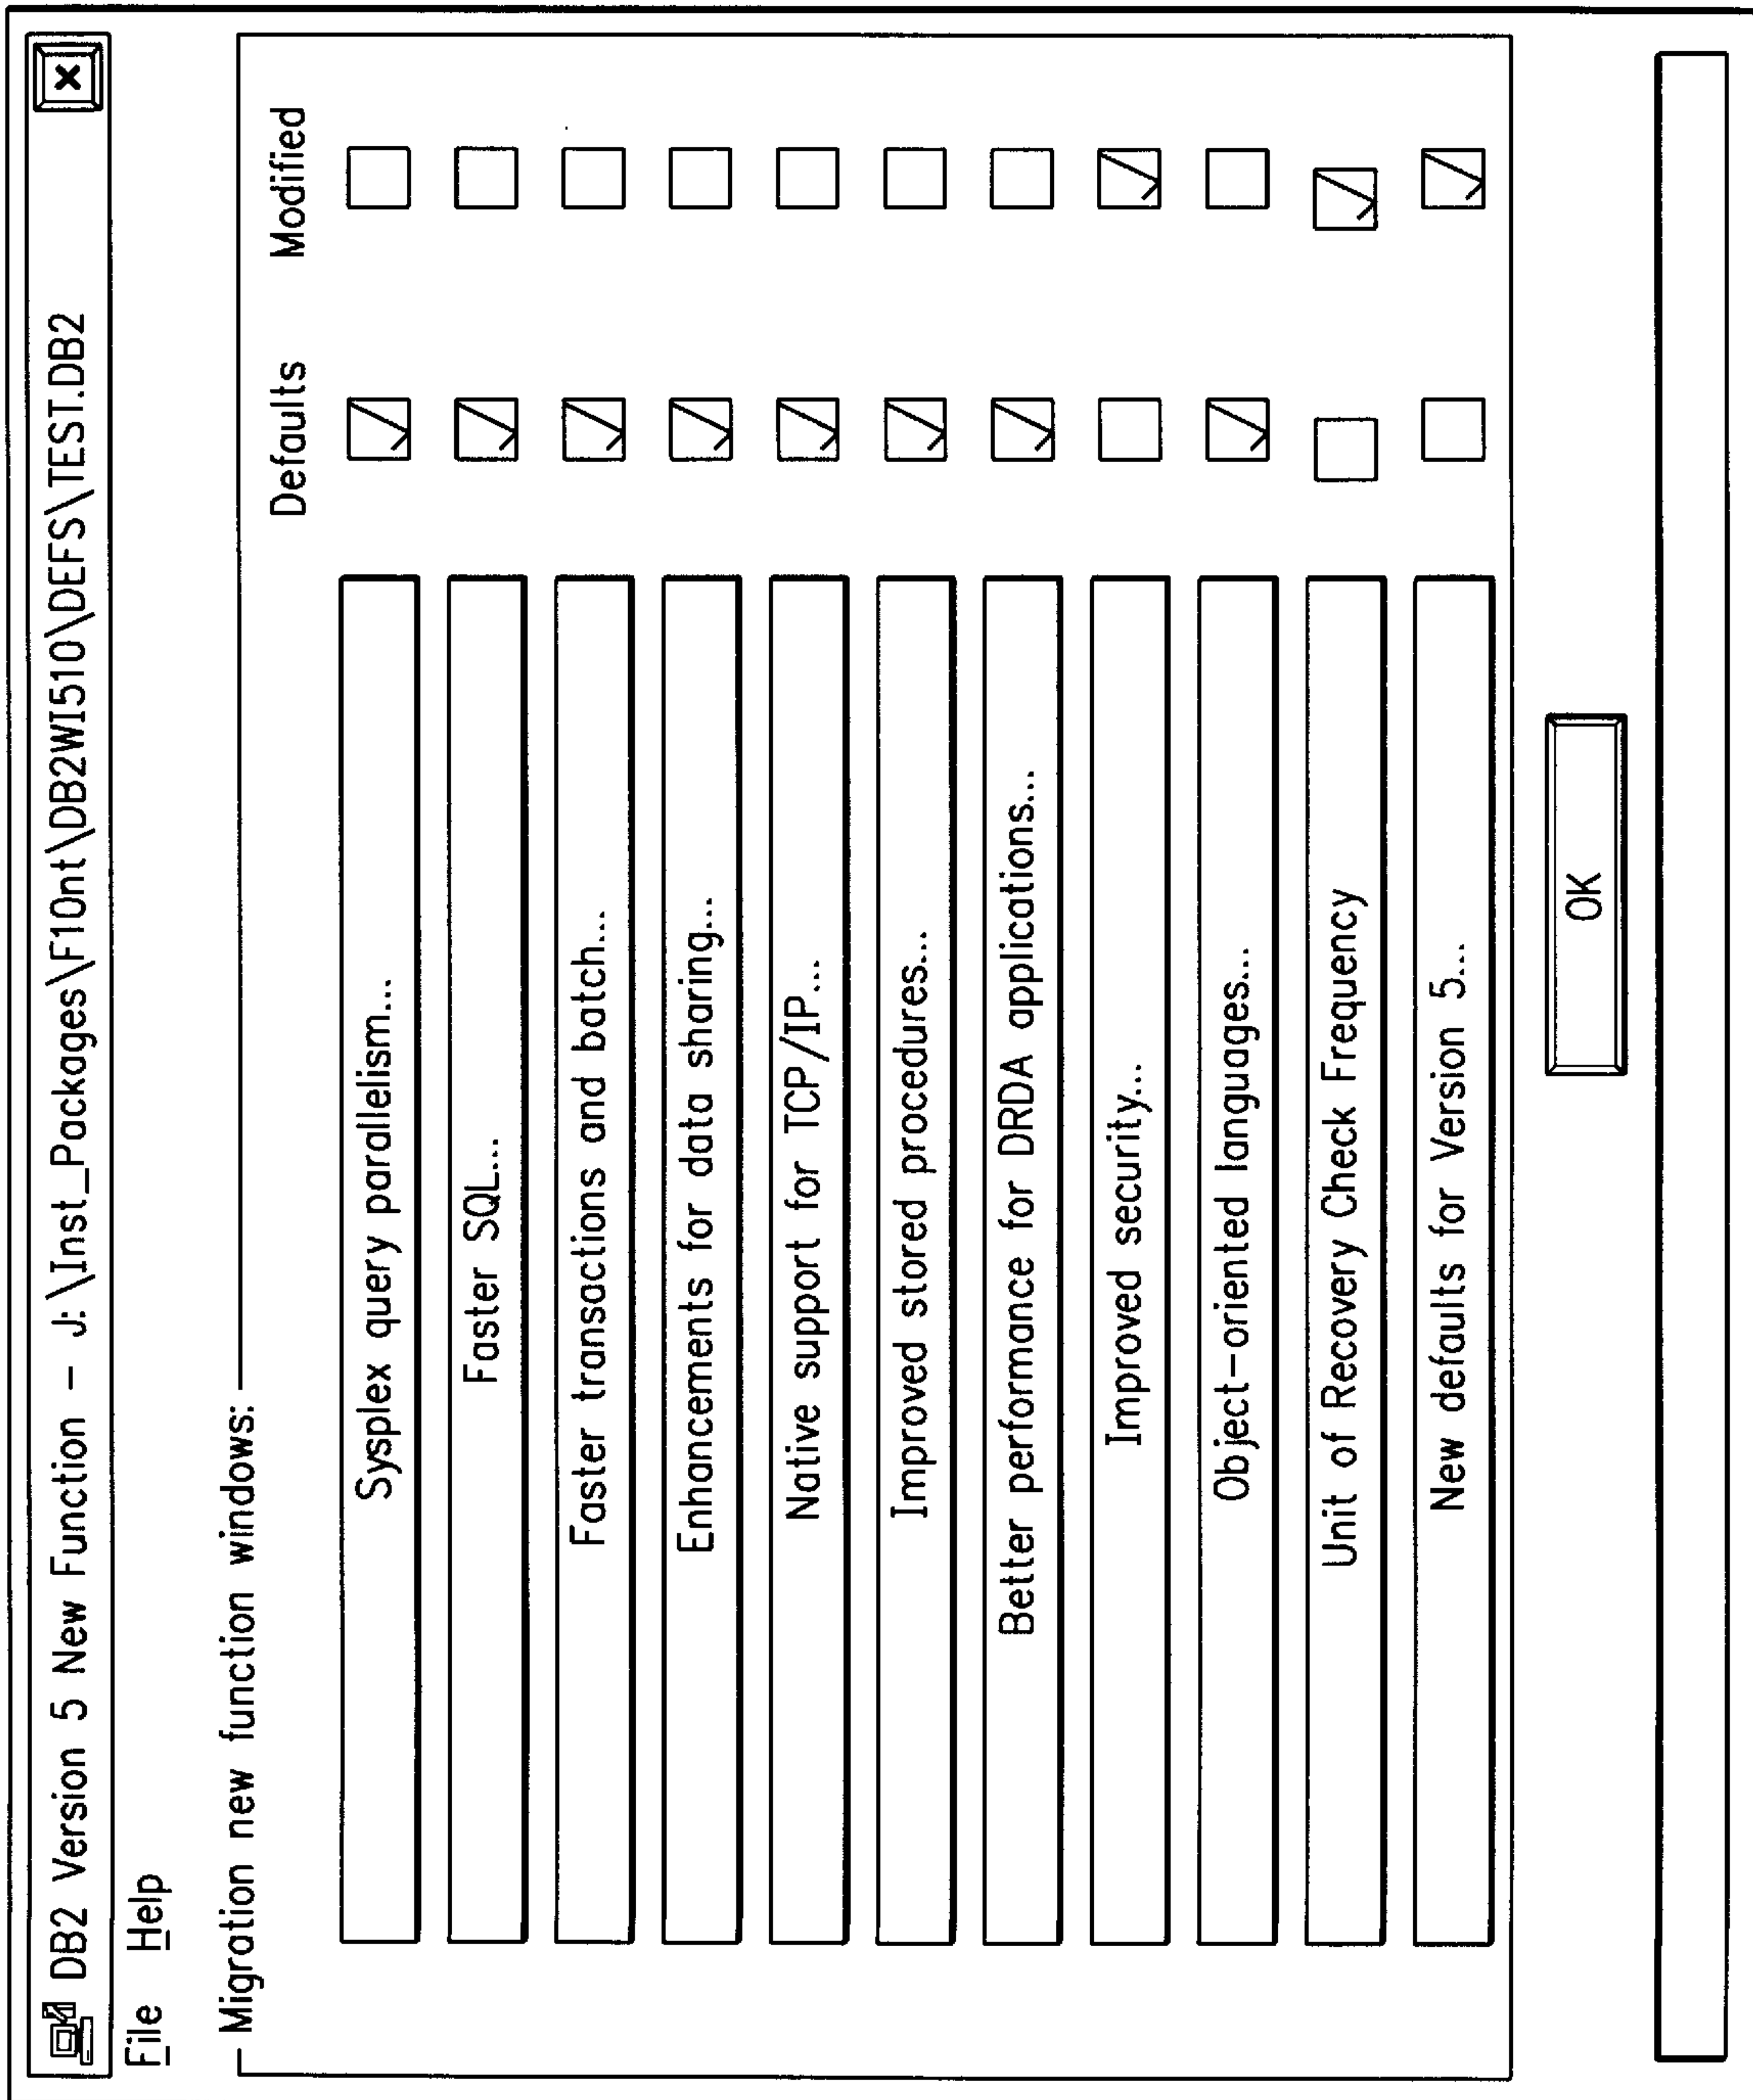 DB2 Version 5 New Function – J:\Inst_Packages\F10nt\DB2WI510\DEFS\TEST.DB2
File Help
Migration new function windows:
Defaults Modified
Sysplex query parallelism...
Faster SQL...
Faster transactions and batch...
Enhancements for data sharing...
Native support for TCP/IP...
Improved stored procedures...
Better performance for DRDA applications...
Improved security...
Object-oriented languages...
Unit of Recovery Check Frequency
New defaults for Version 5...
OK